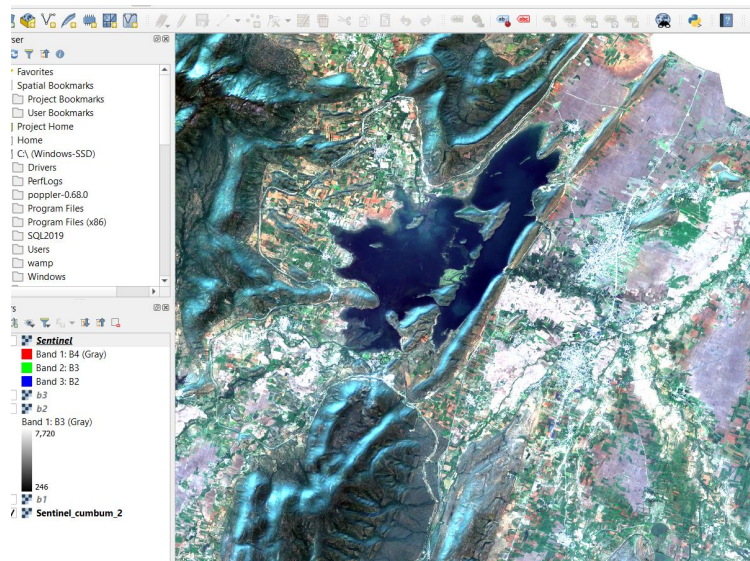 ser
Favorites
Spatial Bookmarks
Project Bookmarks
User Bookmarks
Project Home
Home
C:\ (Windows-SSD)
Drivers
PerfLogs
poppler-0.68.0
Program Files
Program Files (x86)
SQL2019
Users
wamp
Windows
s
Sentinel
Band 1: B4 (Gray)
Band 2: B3
Band 3: B2
b3
b2
Band 1: B3 (Gray)
7,720
246
b1
Sentinel_cumbum_2